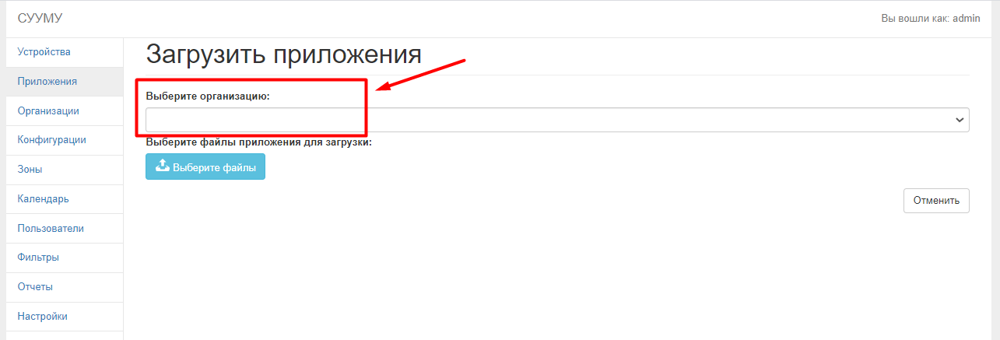 СУУМУ
Вы вошли как: admin
Устройства
Приложения
Организации
Конфигурации
Зоны
Календарь
Пользователи
Фильтры
Отчеты
Настройки
Загрузить приложения
Выберите организацию:
Выберите файлы приложения для загрузки:
Выберите файлы
Отменить